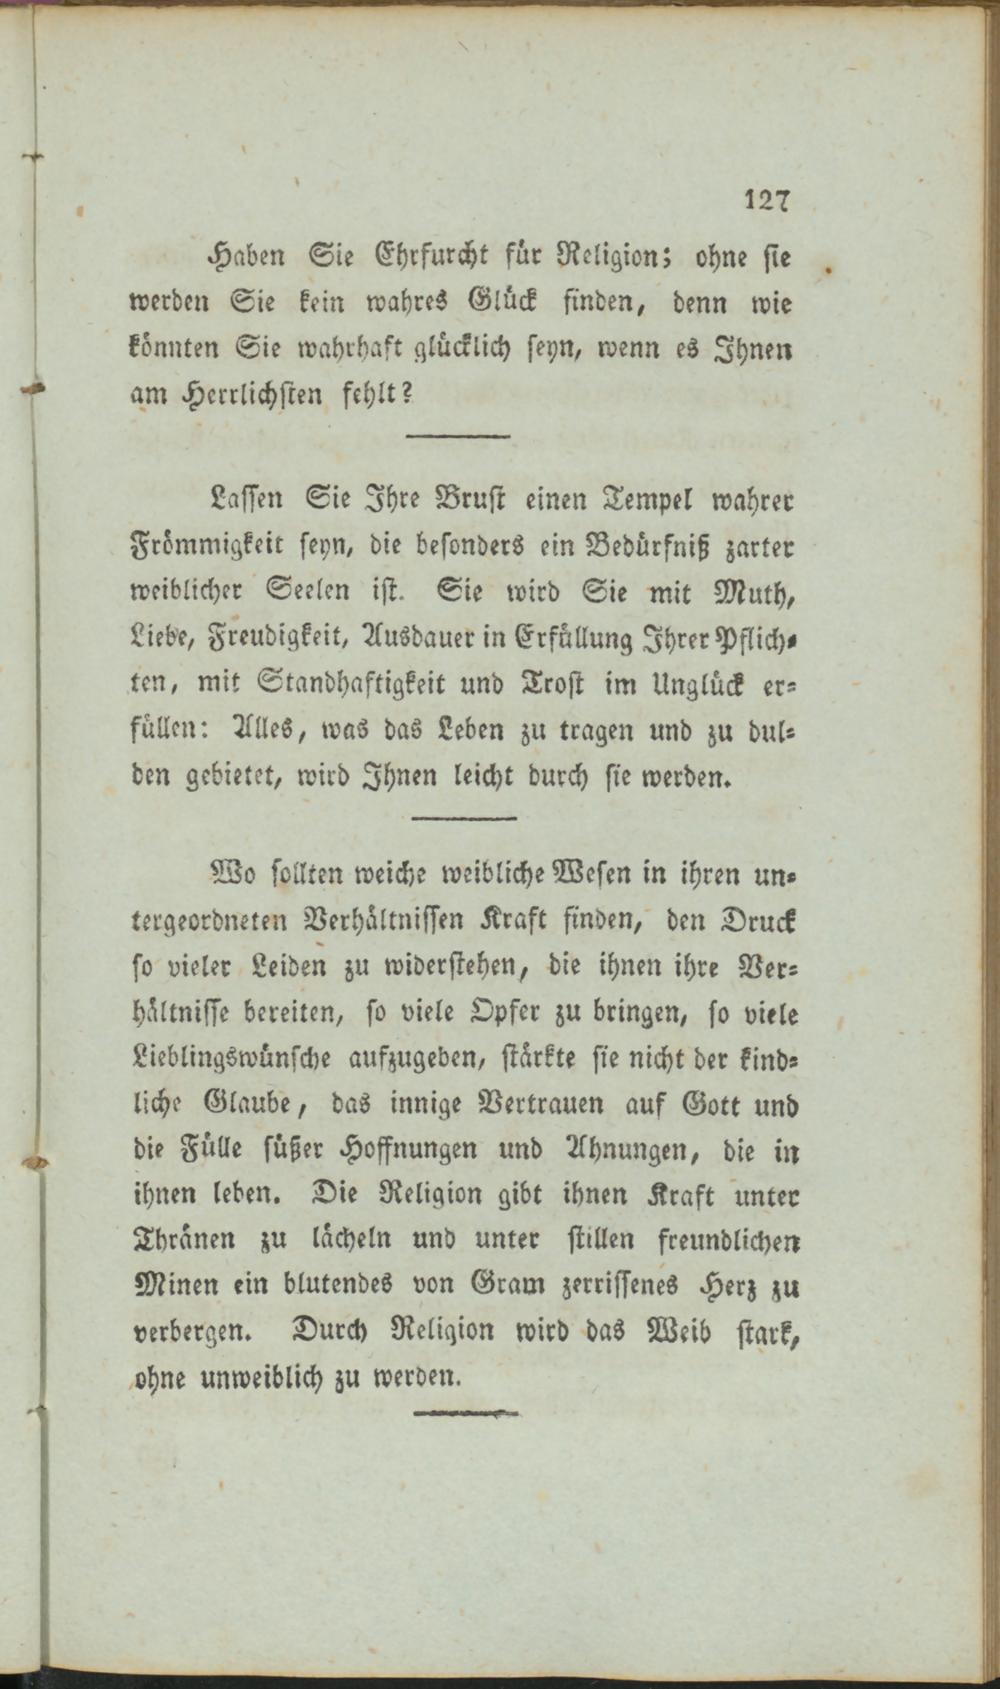 127
Haben Sie Ehrfurcht für Religion; ohne sie
werden Sie kein wahres Glück finden, denn wie
könnten Sie wahrhaft glücklich seyn, wenn es Ihnen
am Herrlichsten fehlt?
Lassen Sie Ihre Brust einen Tempel wahrer
Frömmigkeit seyn, die besonders ein Bedürfniß zarter
weiblicher Seelen ist. Sie wird Sie mit Muth,
Liebe, Freudigkeit, Ausdauer in Erfüllung Ihrer Pflich-
ten, mit Standhaftigkeit und Trost im Unglück er-
füllen: Alles, was das Leben zu tragen und zu dul-
den gebietet, wird Ihnen leicht durch sie werden.
Wo sollten weiche weibliche Wesen in ihren un-
tergeordneten Verhältnissen Kraft finden, den Druck
so vieler Leiden zu widerstehen, die ihnen ihre Ver-
hältnisse bereiten, so viele Opfer zu bringen, so viele
Lieblingswünsche aufzugeben, stärkte sie nicht der kind-
liche Glaube, das innige Vertrauen auf Gott und
die Fülle süßer Hoffnungen und Ahnungen, die in
ihnen leben. Die Religion gibt ihnen Kraft unter
Thränen zu lächeln und unter stillen freundlichen
Minen ein blutendes von Gram zerrissenes Herz zu
verbergen. Durch Religion wird das Weib stark,
ohne unweiblich zu werden.